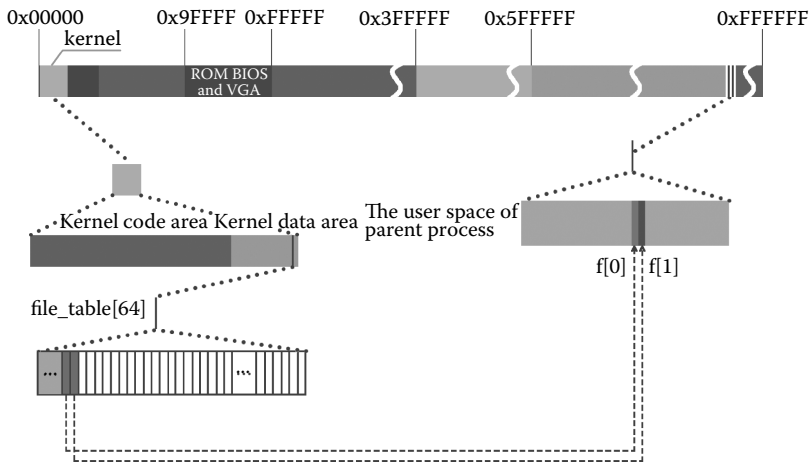 0x00000 0x9FFFF 0xFFFFF 0x3FFFFF 0x5FFFFF 0xFFFFFF
kernel
ROM BIOS
and VGA
Kernel code area Kernel data area
The user space of
parent process
f[0] f[1]
file_table[64]
... ...